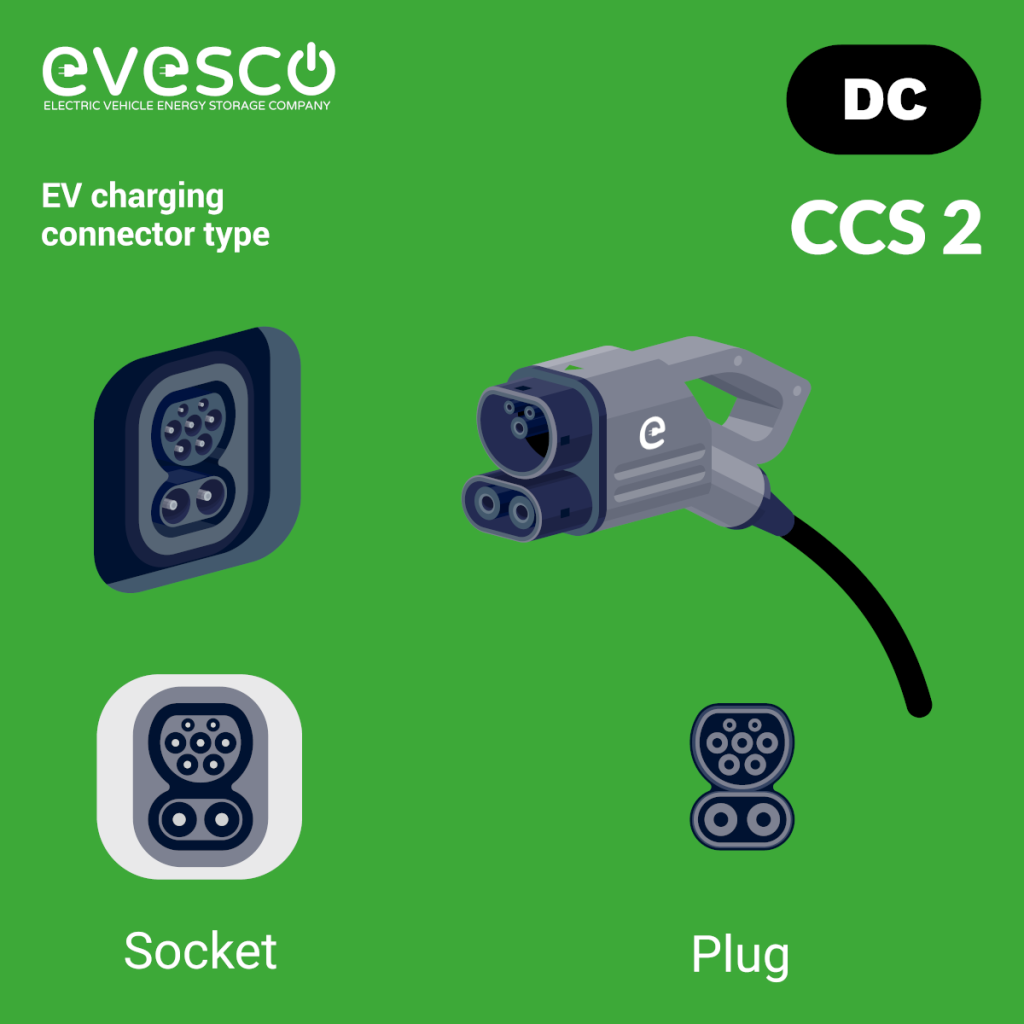 evesco
ELECTRIC VEHICLE ENERGY STORAGE COMPANY
DC
EV charging
connector type
CCS 2
e
Socket
Plug